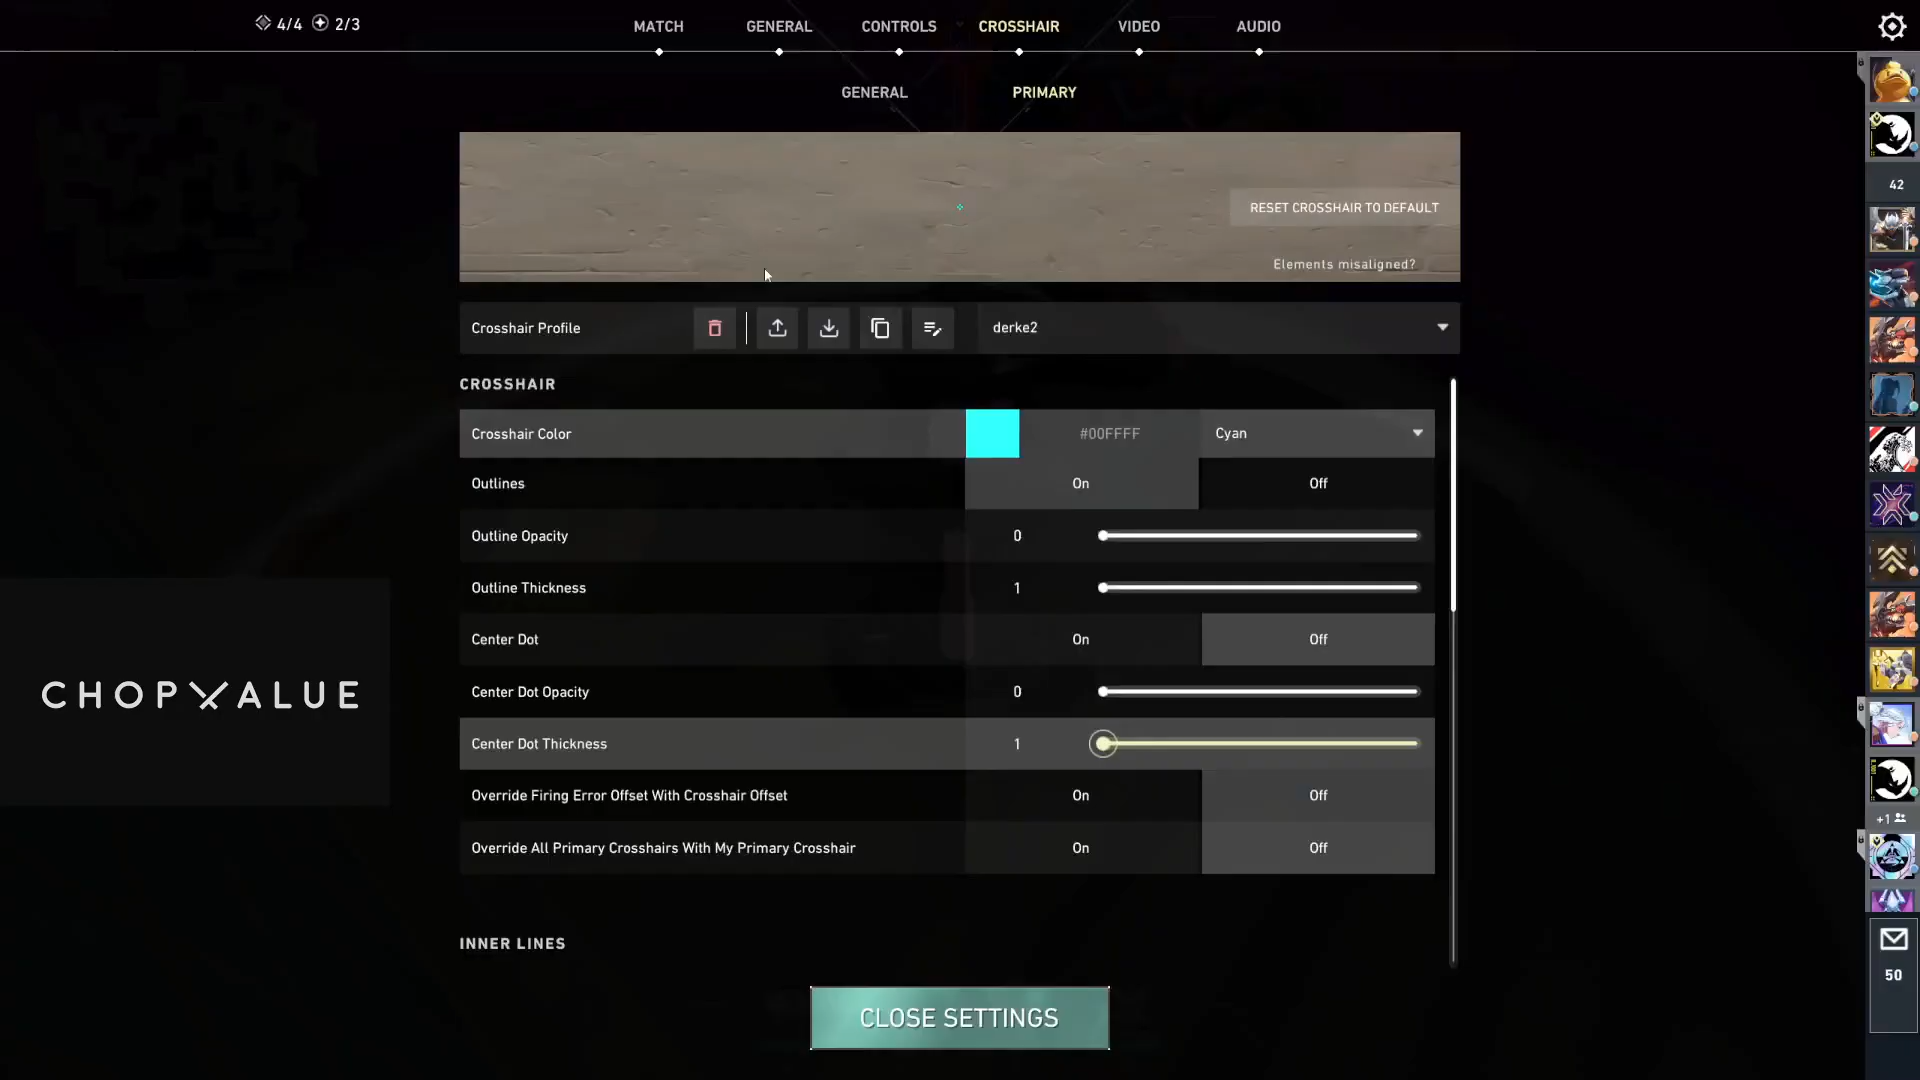 4/4 2/3
MATCH GENERAL CONTROLS CROSSHAIR VIDEO AUDIO
GENERAL PRIMARY
RESET CROSSHAIR TO DEFAULT
Elements misaligned?
Crosshair Profile derke2
CROSSHAIR
Crosshair Color #00FFFF Cyan
Outlines On Off
Outline Opacity 0
Outline Thickness 1
Center Dot On Off
Center Dot Opacity 0
Center Dot Thickness 1
Override Firing Error Offset With Crosshair Offset On Off
Override All Primary Crosshairs With My Primary Crosshair On Off
INNER LINES
CLOSE SETTINGS
CHOPVALUE
42
+1
50